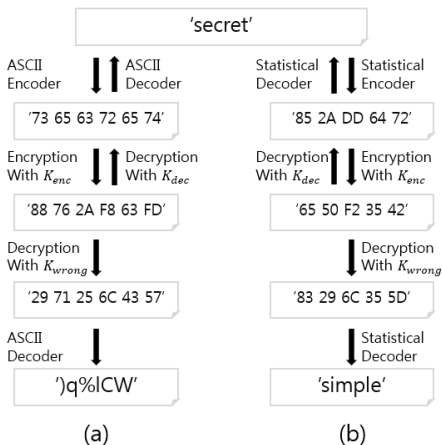 'secret'
ASCII Encoder
ASCII Decoder
Statistical Decoder
Statistical Encoder
'73 65 63 72 65 74'
'85 2A DD 64 72'
Encryption With K_enc
Decryption With K_dec
Decryption With K_dec
Encryption With K_enc
'88 76 2A F8 63 FD'
'65 50 F2 35 42'
Decryption With K_wrong
Decryption With K_wrong
'29 71 25 6C 43 57'
'83 29 6C 35 5D'
ASCII Decoder
Statistical Decoder
')q%lCW'
'simple'
(a)
(b)